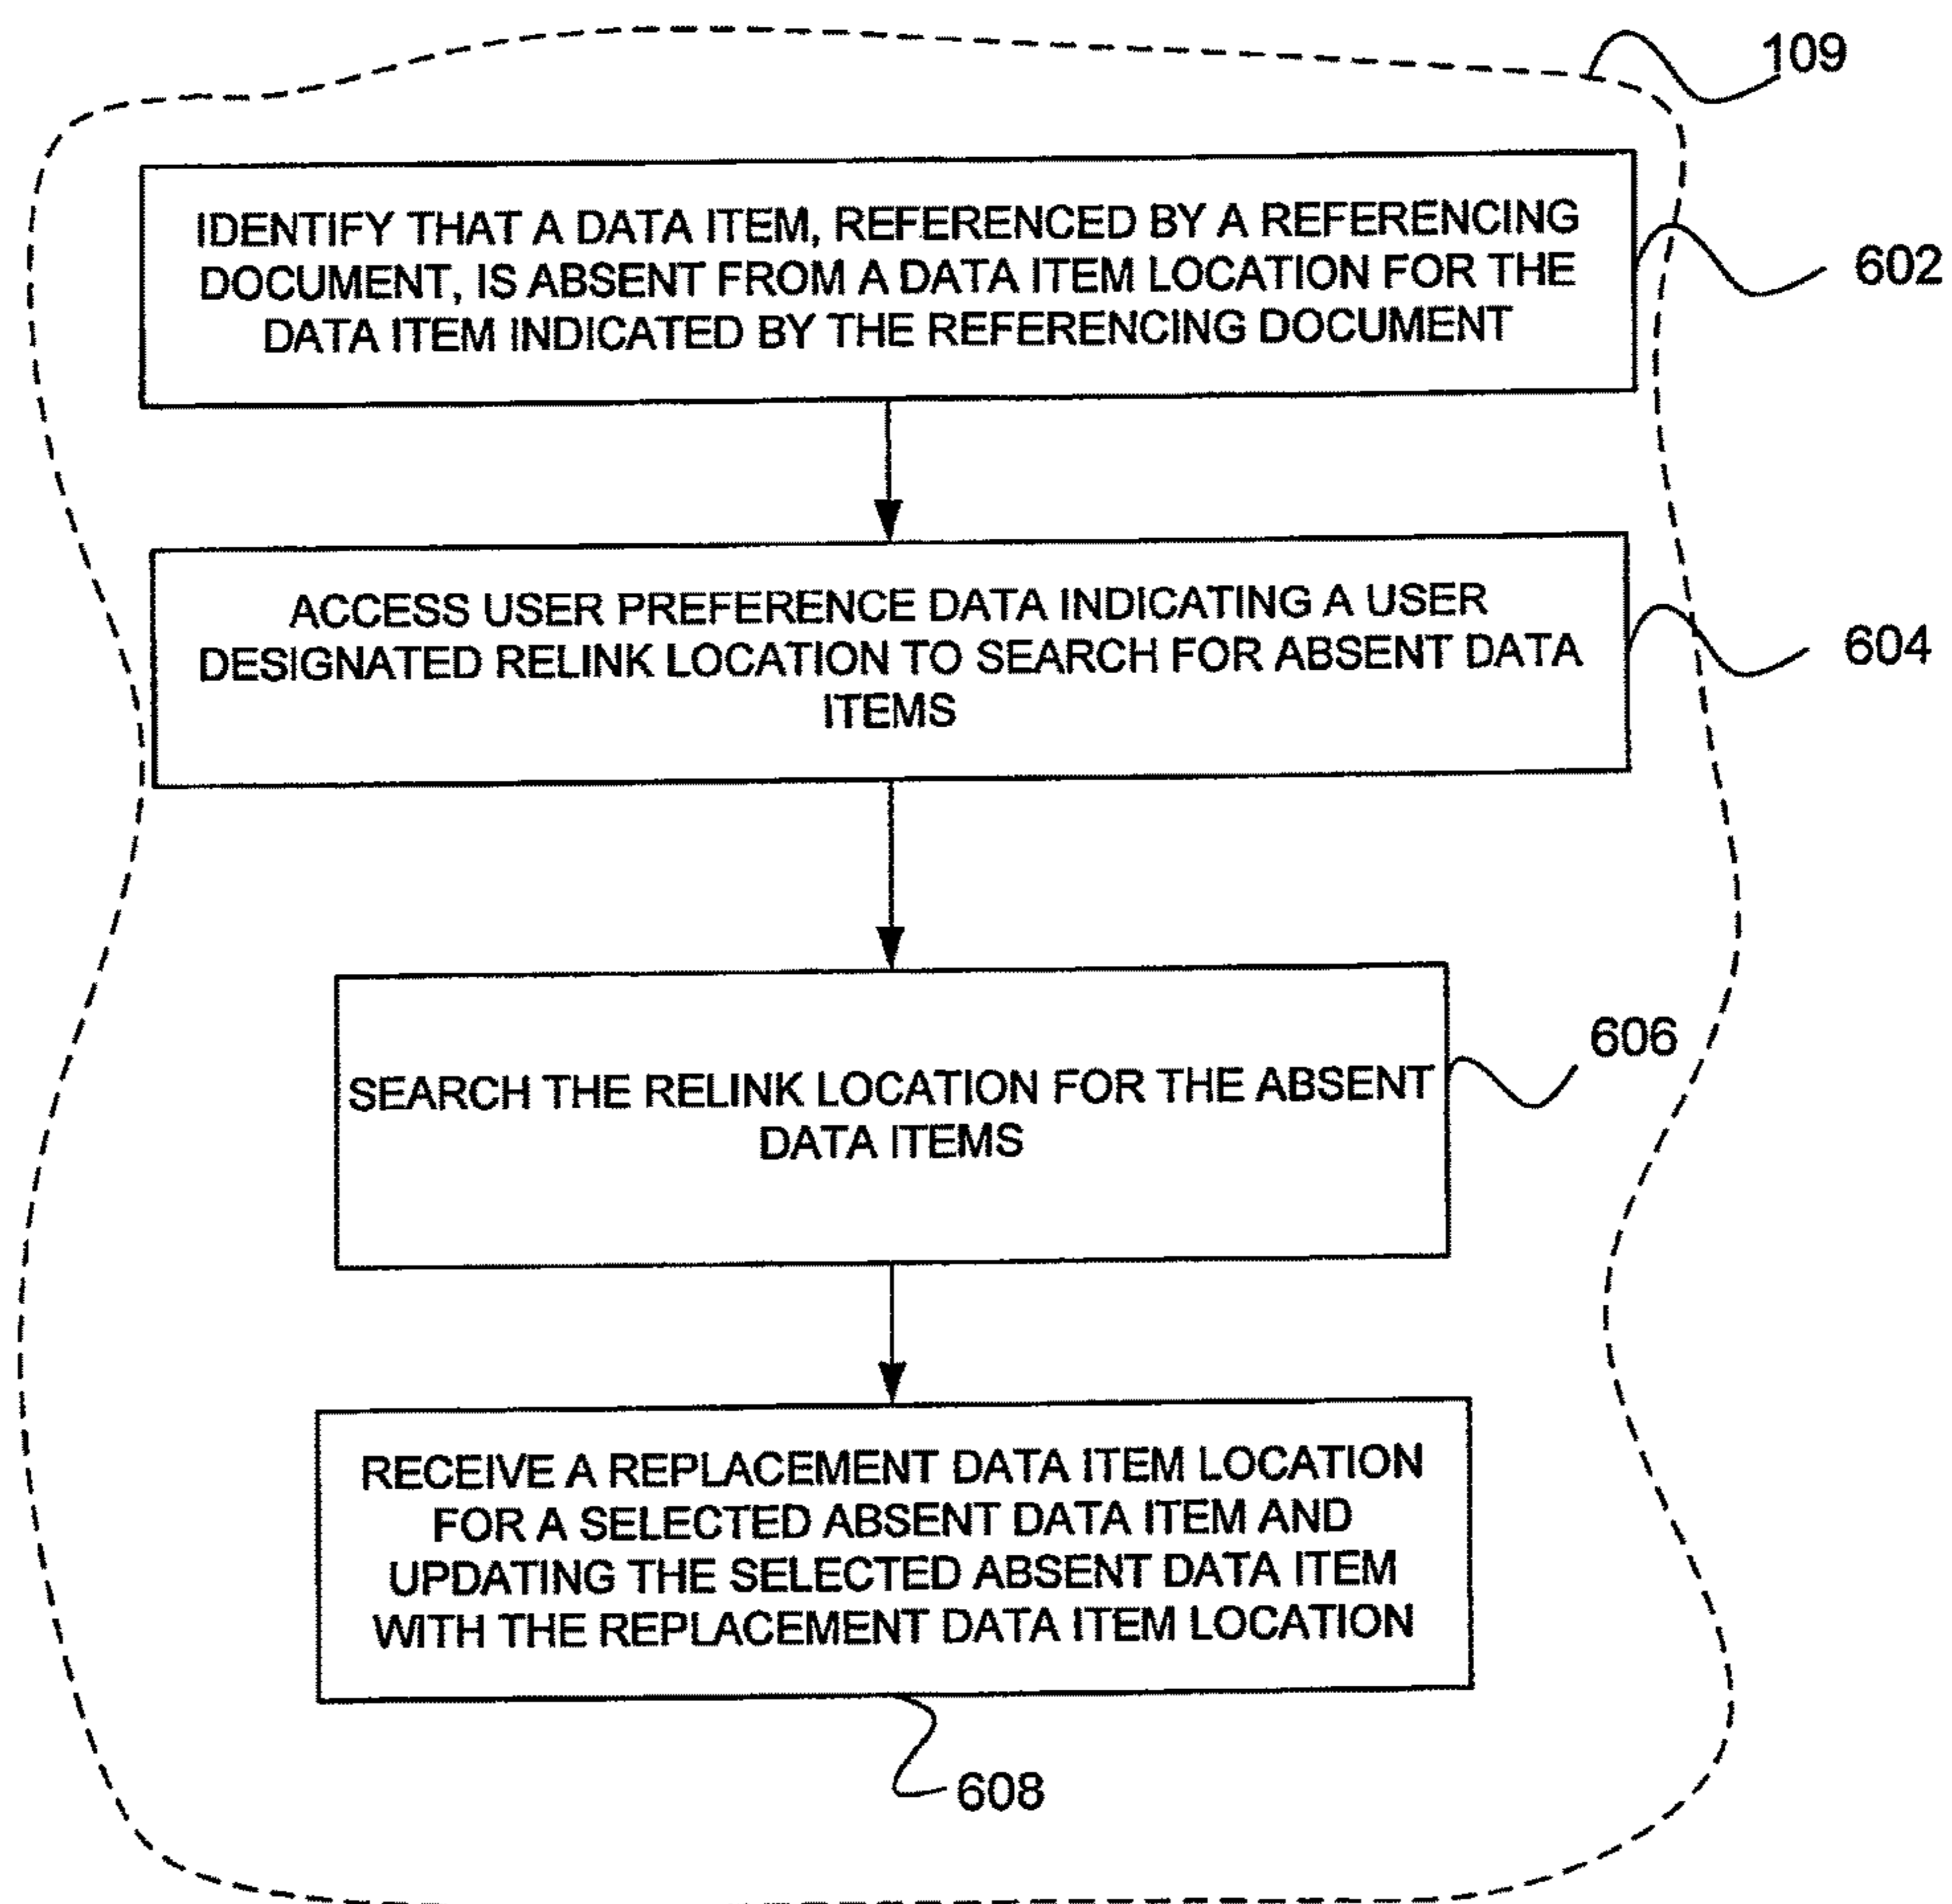 109
IDENTIFY THAT A DATA ITEM, REFERENCED BY A REFERENCING
DOCUMENT, IS ABSENT FROM A DATA ITEM LOCATION FOR THE
DATA ITEM INDICATED BY THE REFERENCING DOCUMENT
602
ACCESS USER PREFERENCE DATA INDICATING A USER
DESIGNATED RELINK LOCATION TO SEARCH FOR ABSENT DATA
ITEMS
604
SEARCH THE RELINK LOCATION FOR THE ABSENT
DATA ITEMS
606
RECEIVE A REPLACEMENT DATA ITEM LOCATION
FOR A SELECTED ABSENT DATA ITEM AND
UPDATING THE SELECTED ABSENT DATA ITEM
WITH THE REPLACEMENT DATA ITEM LOCATION
608